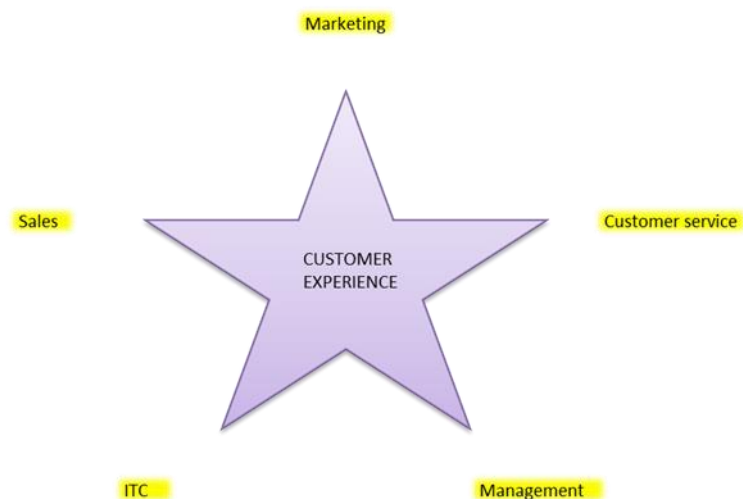 Marketing
Sales
Customer service
CUSTOMER
EXPERIENCE
ITC
Management